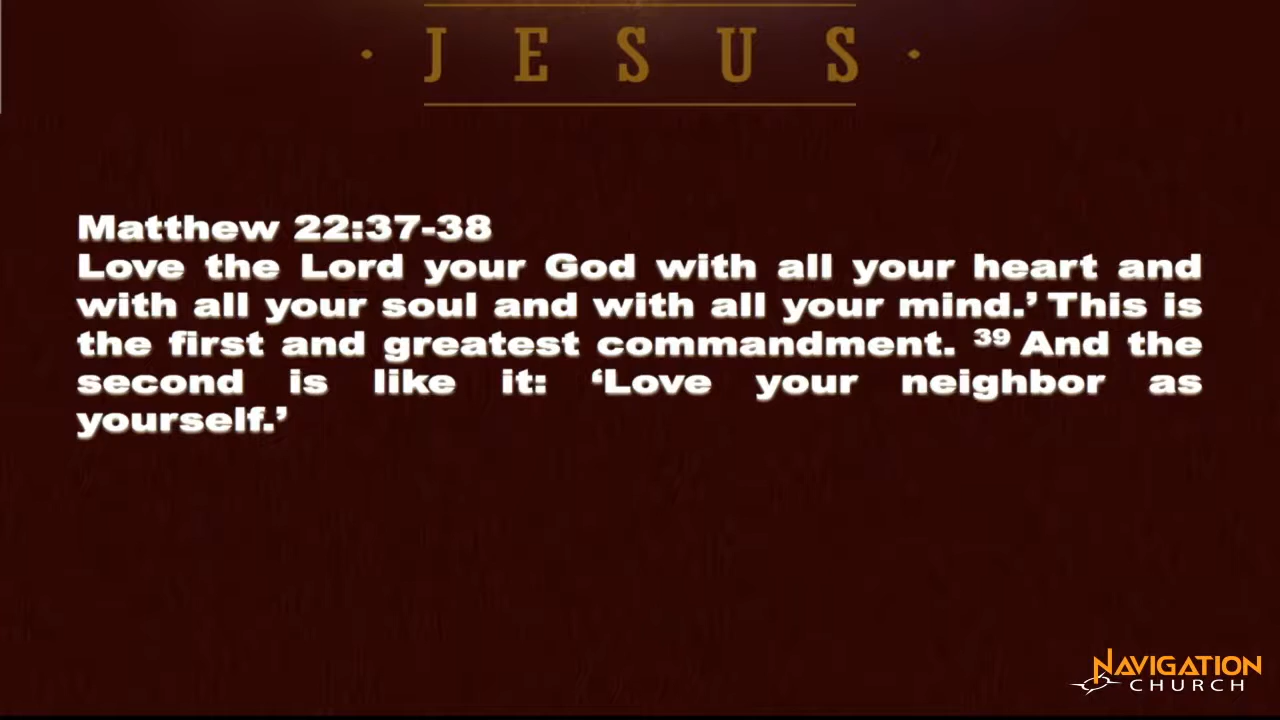 JESUS
Matthew 22:37-38
Love the Lord your God with all your heart and
with all your soul and with all your mind.’ This is
the first and greatest commandment. ³⁹ And the
second is like it: ‘Love your neighbor as
yourself.’
NAVIGATION
CHURCH